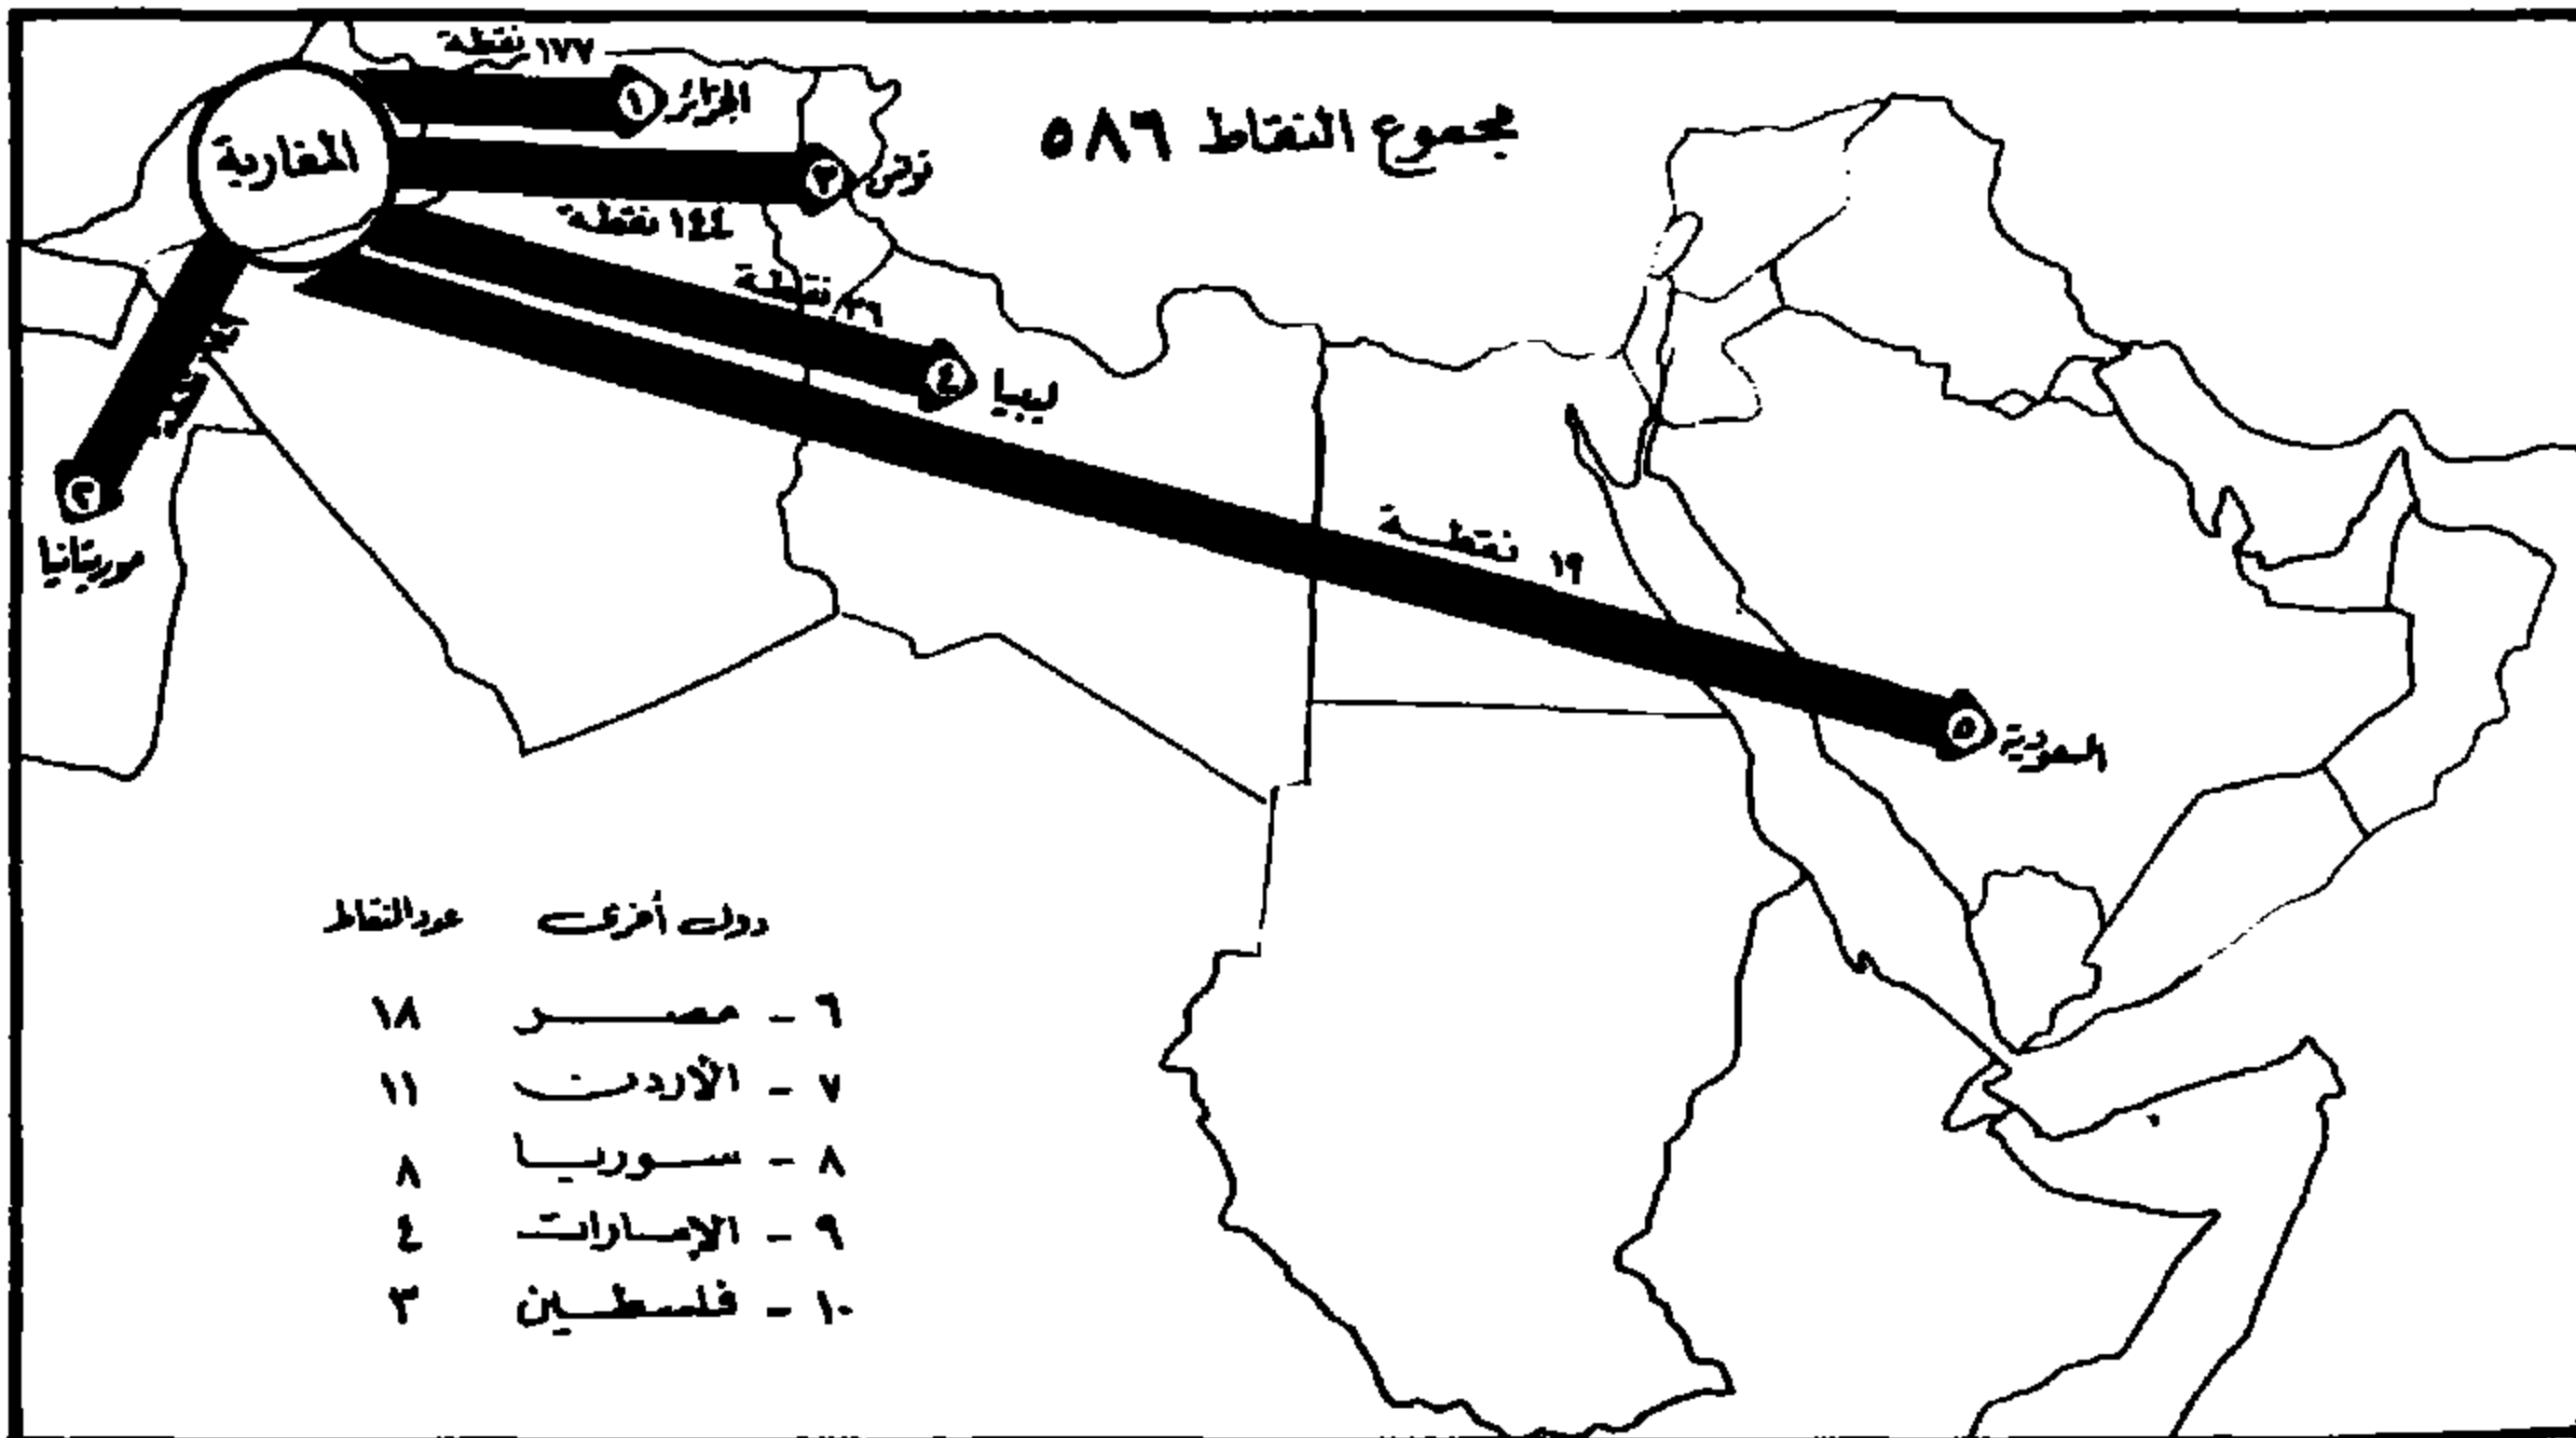 مجموع النقاط ٥٨٦
المغاربة
١٧٧ نقطة
١ الجزائر
٢
موريتانيا
٣ تونس
١٤٤ نقطة
٣٦ نقطة
٤ ليبيا
١٩ نقطة
٥ السعودية
دول أخرى عدد النقاط
٦ - مصر ١٨
٧ - الأردن ١١
٨ - سوريا ٨
٩ - الإمارات ٤
١٠ - فلسطين ٣